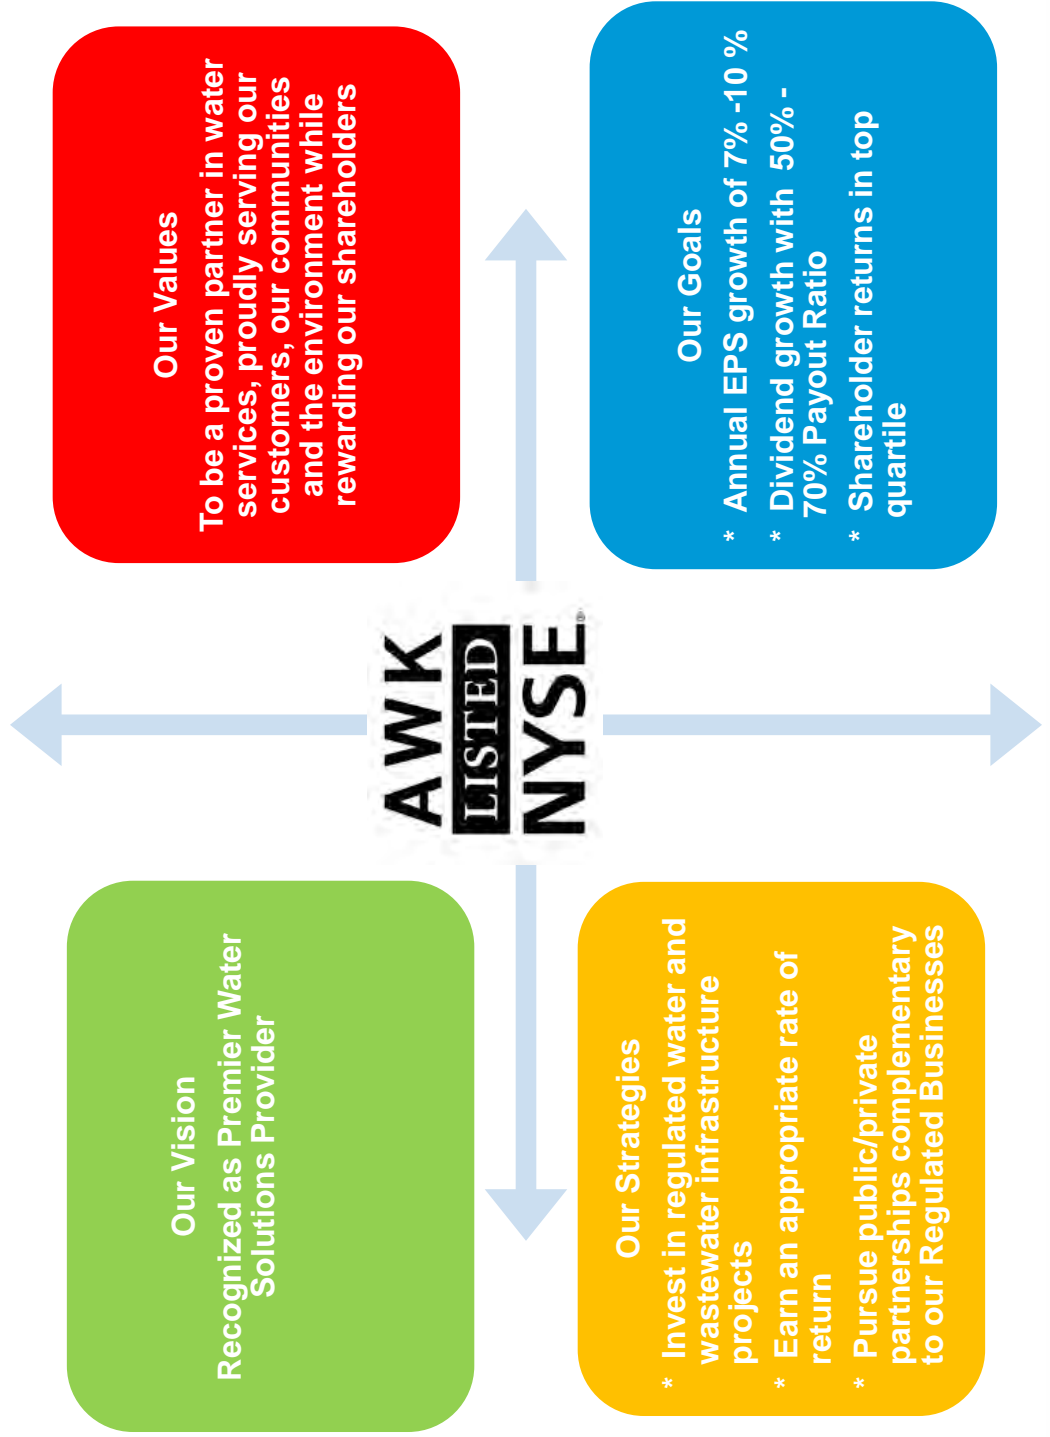 Our Vision
Recognized as Premier Water
Solutions Provider
Our Values
To be a proven partner in water
services, proudly serving our
customers, our communities
and the environment while
rewarding our shareholders
AWK
LISTED
NYSE®
Our Strategies
* Invest in regulated water and
wastewater infrastructure
projects
* Earn an appropriate rate of
return
* Pursue public/private
partnerships complementary
to our Regulated Businesses
Our Goals
* Annual EPS growth of 7% -10 %
* Dividend growth with 50% -
70% Payout Ratio
* Shareholder returns in top
quartile